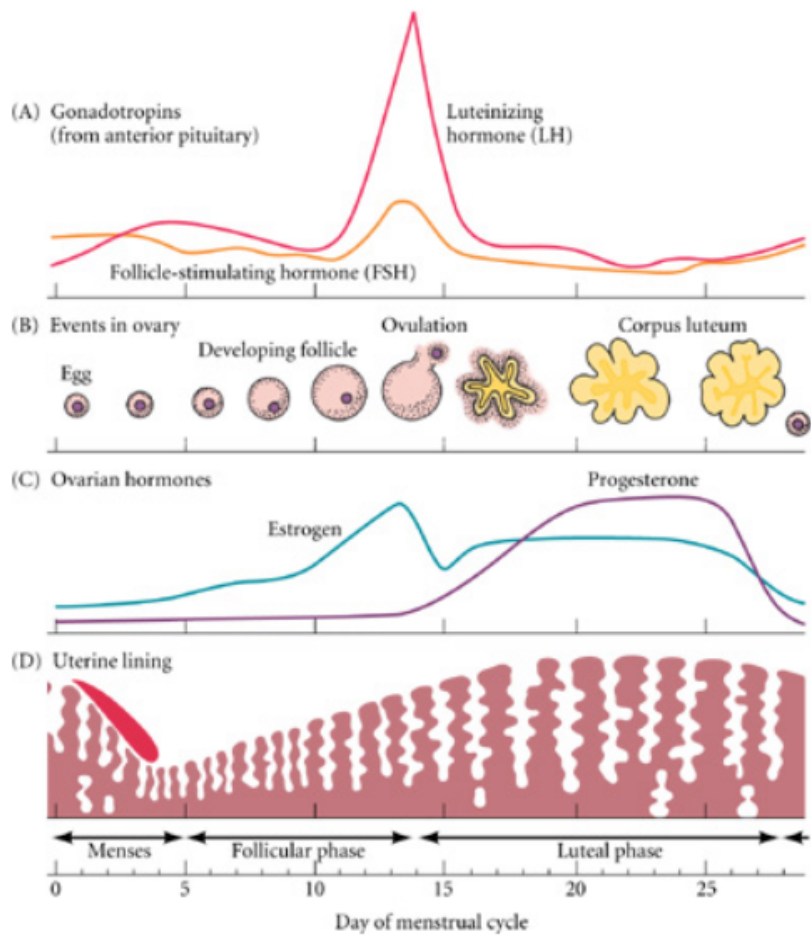 (A) Gonadotropins
(from anterior pituitary)
Luteinizing
hormone (LH)
Follicle-stimulating hormone (FSH)
(B) Events in ovary
Ovulation
Corpus luteum
Developing follicle
Egg
(C) Ovarian hormones
Progesterone
Estrogen
(D) Uterine lining
Menses
Follicular phase
Luteal phase
0 5 10 15 20 25
Day of menstrual cycle